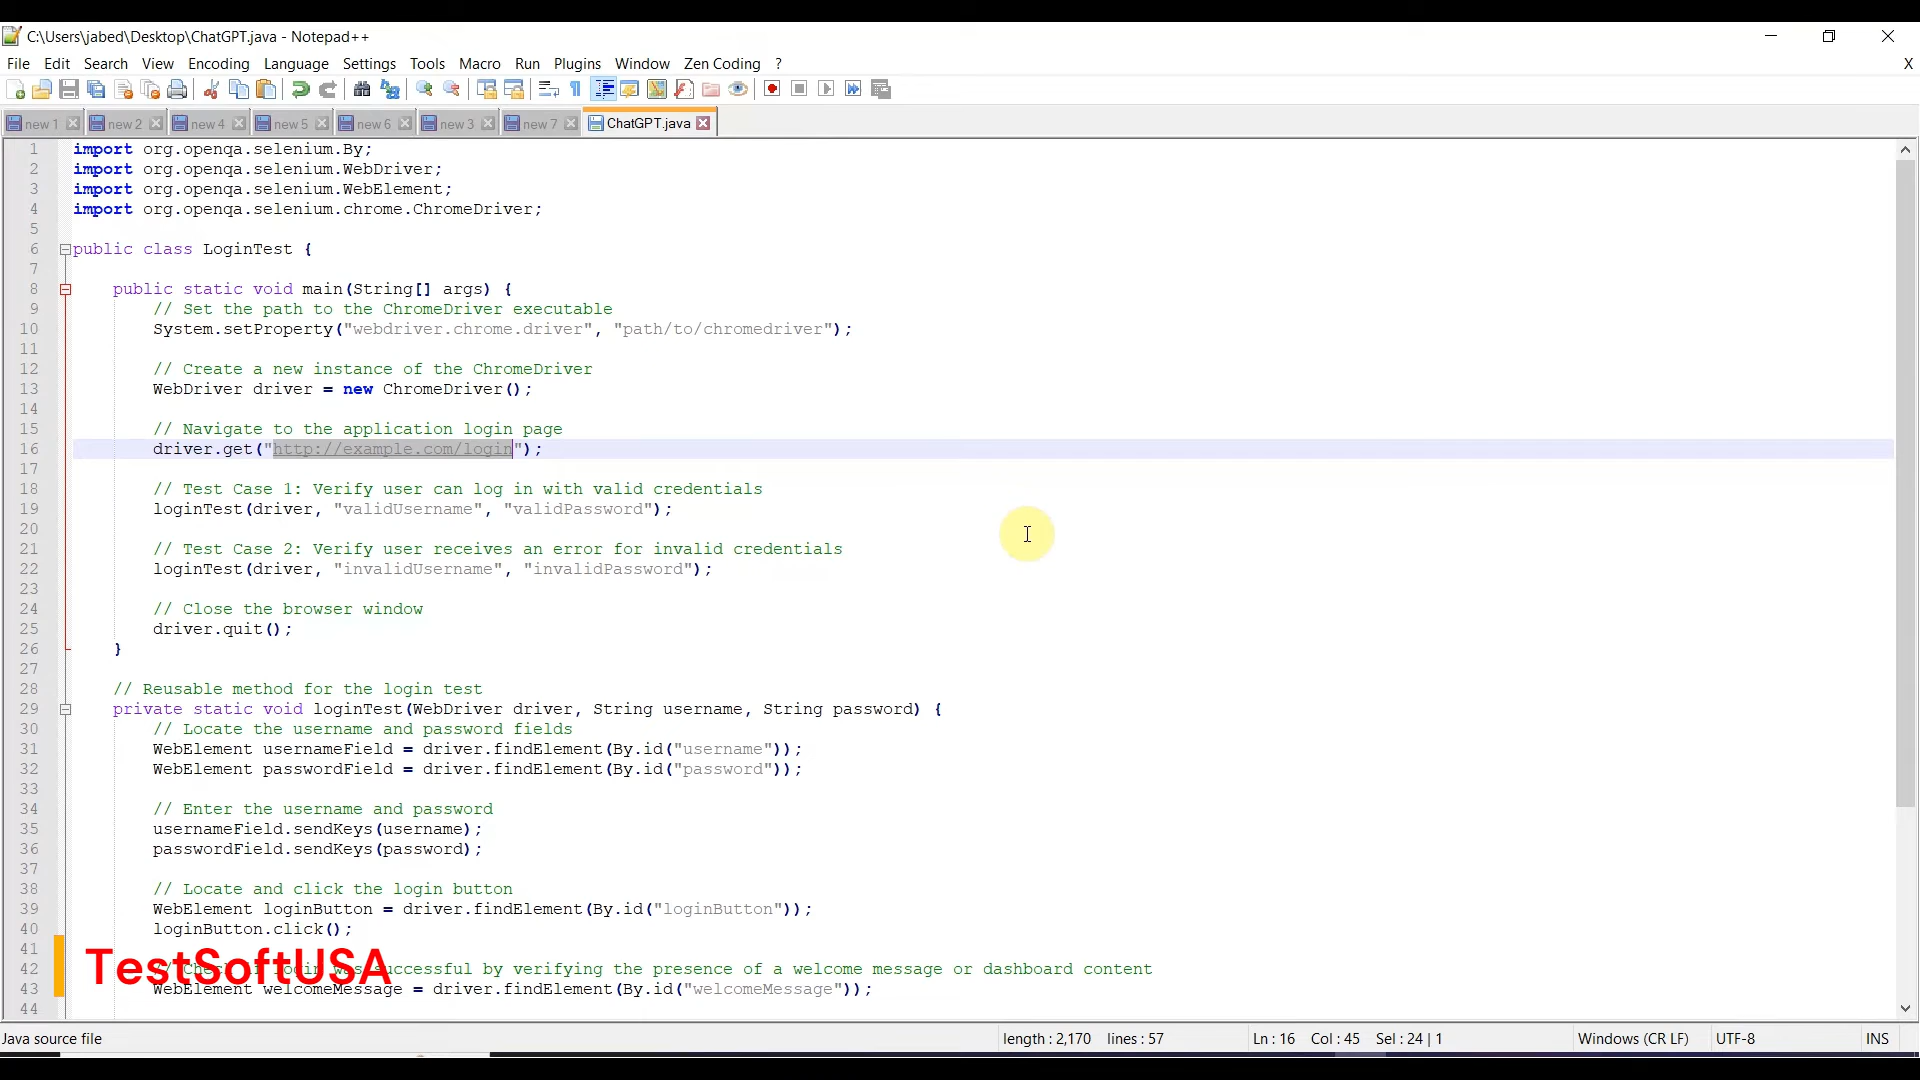 C:\Users\jabed\Desktop\ChatGPT.java - Notepad++
File Edit Search View Encoding Language Settings Tools Macro Run Plugins Window Zen Coding ? X
new 1 new 2 new 4 new 5 new 6 new 3 new 7 ChatGPT.java
1 import org.openqa.selenium.By;
2 import org.openqa.selenium.WebDriver;
3 import org.openqa.selenium.WebElement;
4 import org.openqa.selenium.chrome.ChromeDriver;
5
6 public class LoginTest {
7
8 public static void main(String[] args) {
9 // Set the path to the ChromeDriver executable
10 System.setProperty("webdriver.chrome.driver", "path/to/chromedriver");
11
12 // Create a new instance of the ChromeDriver
13 WebDriver driver = new ChromeDriver();
14
15 // Navigate to the application login page
16 driver.get("http://example.com/login");
17
18 // Test Case 1: Verify user can log in with valid credentials
19 loginTest(driver, "validUsername", "validPassword");
20
21 // Test Case 2: Verify user receives an error for invalid credentials
22 loginTest(driver, "invalidUsername", "invalidPassword");
23
24 // Close the browser window
25 driver.quit();
26 }
27
28 // Reusable method for the login test
29 private static void loginTest(WebDriver driver, String username, String password) {
30 // Locate the username and password fields
31 WebElement usernameField = driver.findElement(By.id("username"));
32 WebElement passwordField = driver.findElement(By.id("password"));
33
34 // Enter the username and password
35 usernameField.sendKeys(username);
36 passwordField.sendKeys(password);
37
38 // Locate and click the login button
39 WebElement loginButton = driver.findElement(By.id("loginButton"));
40 loginButton.click();
41
TestSoftUSA
42 // Check if login was successful by verifying the presence of a welcome message or dashboard content
43 WebElement welcomeMessage = driver.findElement(By.id("welcomeMessage"));
44
Java source file length : 2,170 lines : 57 Ln : 16 Col : 45 Sel : 24 | 1 Windows (CR LF) UTF-8 INS